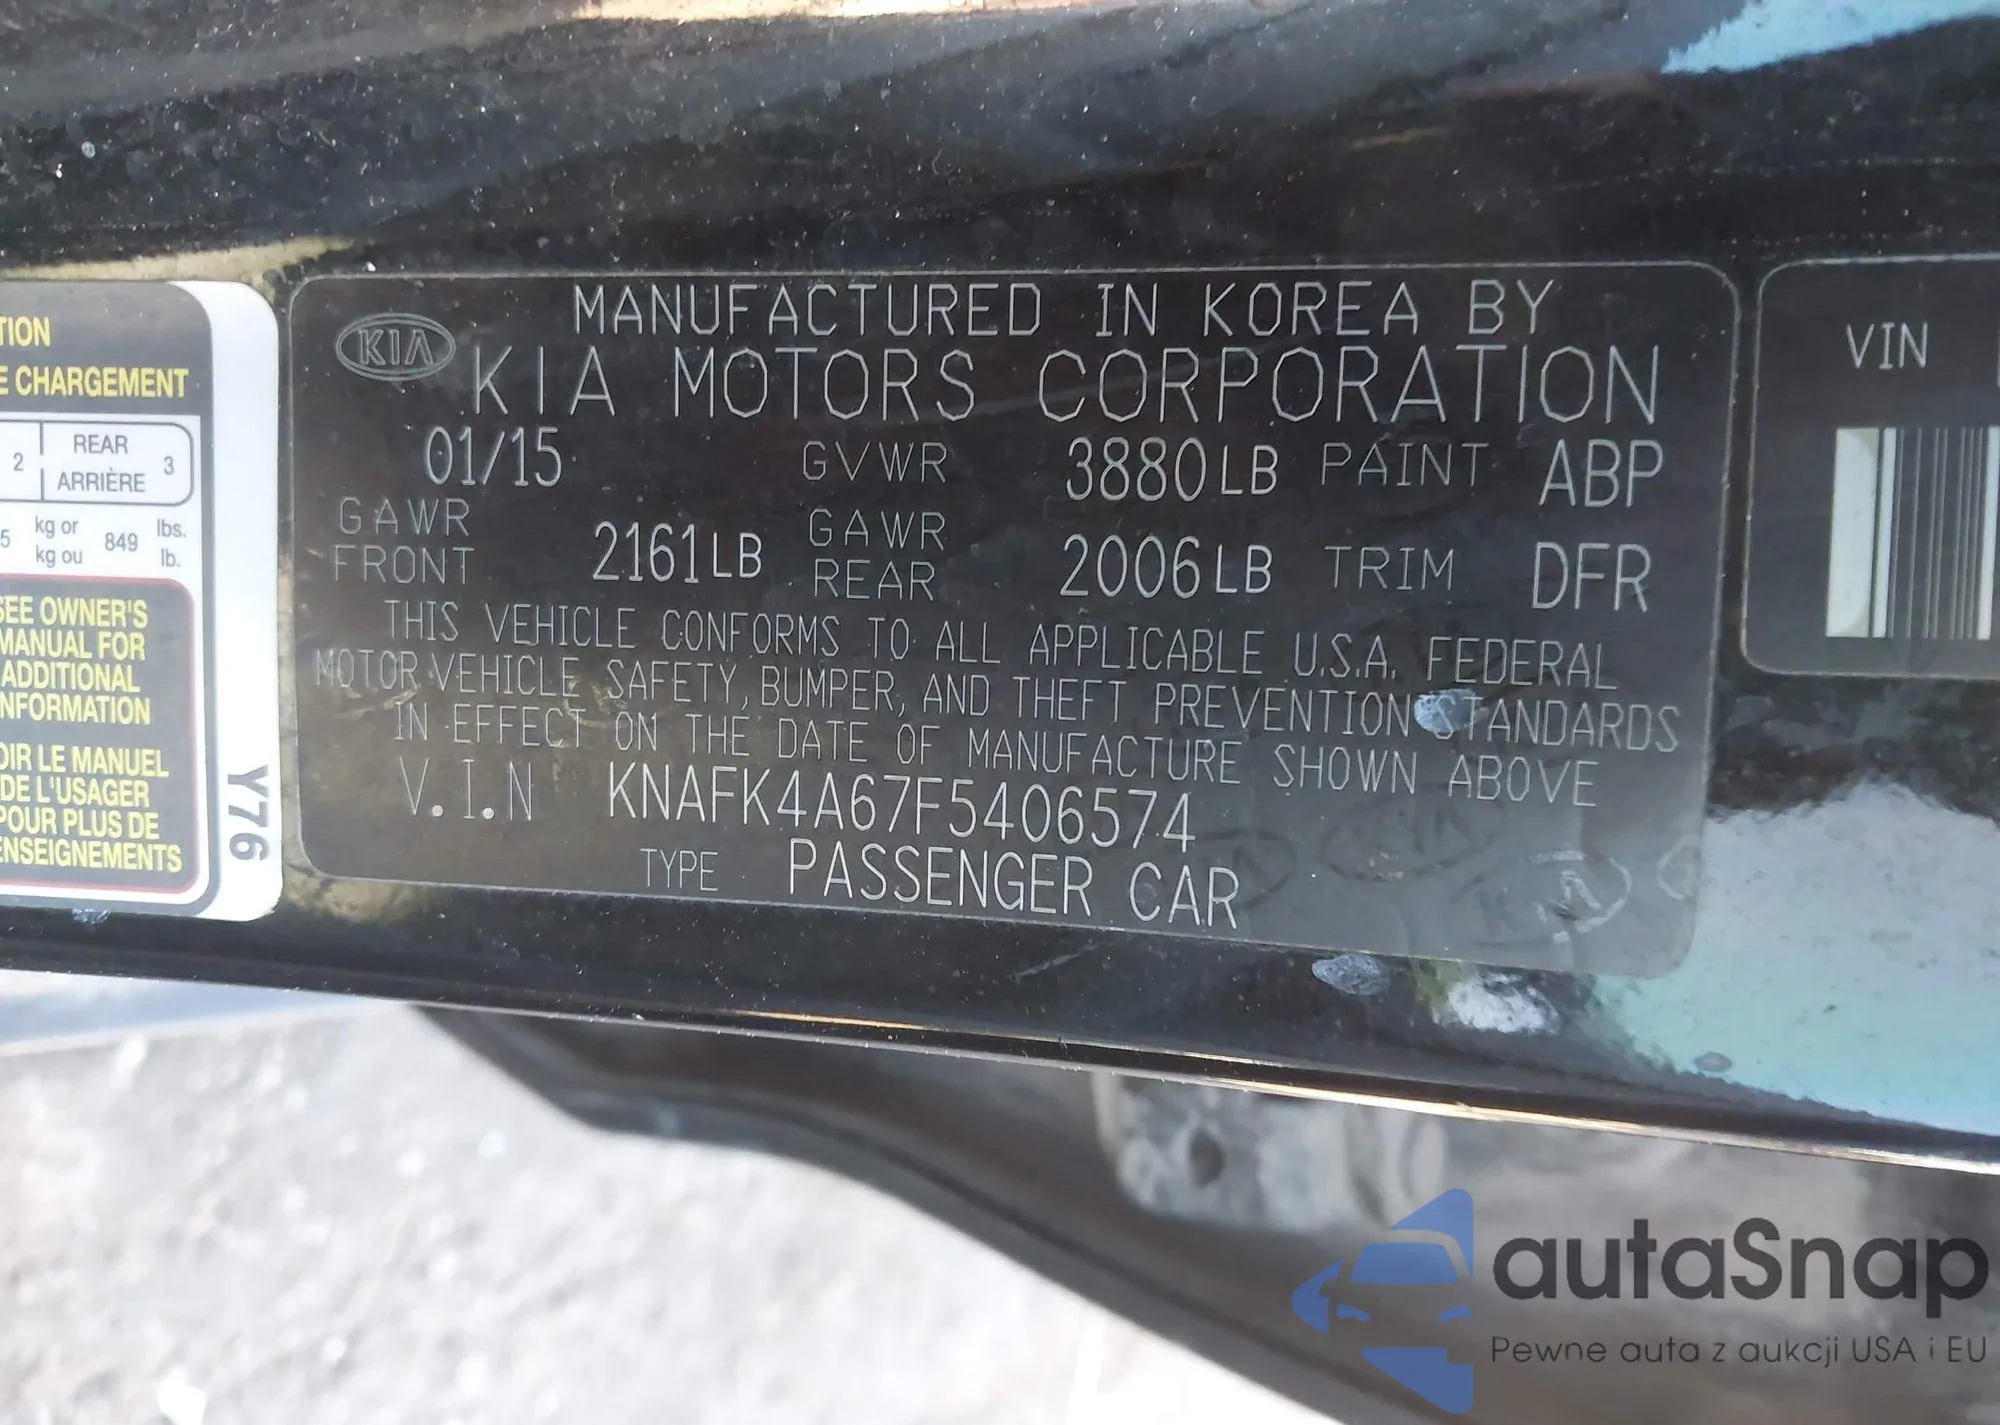 TION
E CHARGEMENT
2 REAR ARRIÈRE 3
5 kg or kg ou 849 lbs. lb.
SEE OWNER'S
MANUAL FOR
ADDITIONAL
INFORMATION
OIR LE MANUEL
DE L'USAGER
POUR PLUS DE
ENSEIGNEMENTS
Y76
KIA
MANUFACTURED IN KOREA BY
KIA MOTORS CORPORATION
01/15 GVWR 3880LB PAINT ABP
GAWR FRONT 2161LB GAWR REAR 2006LB TRIM DFR
THIS VEHICLE CONFORMS TO ALL APPLICABLE U.S.A. FEDERAL
MOTOR VEHICLE SAFETY, BUMPER, AND THEFT PREVENTION STANDARDS
IN EFFECT ON THE DATE OF MANUFACTURE SHOWN ABOVE
V.I.N KNAFK4A67F5406574
TYPE PASSENGER CAR
VIN
autaSnap
Pewne auta z aukcji USA i EU